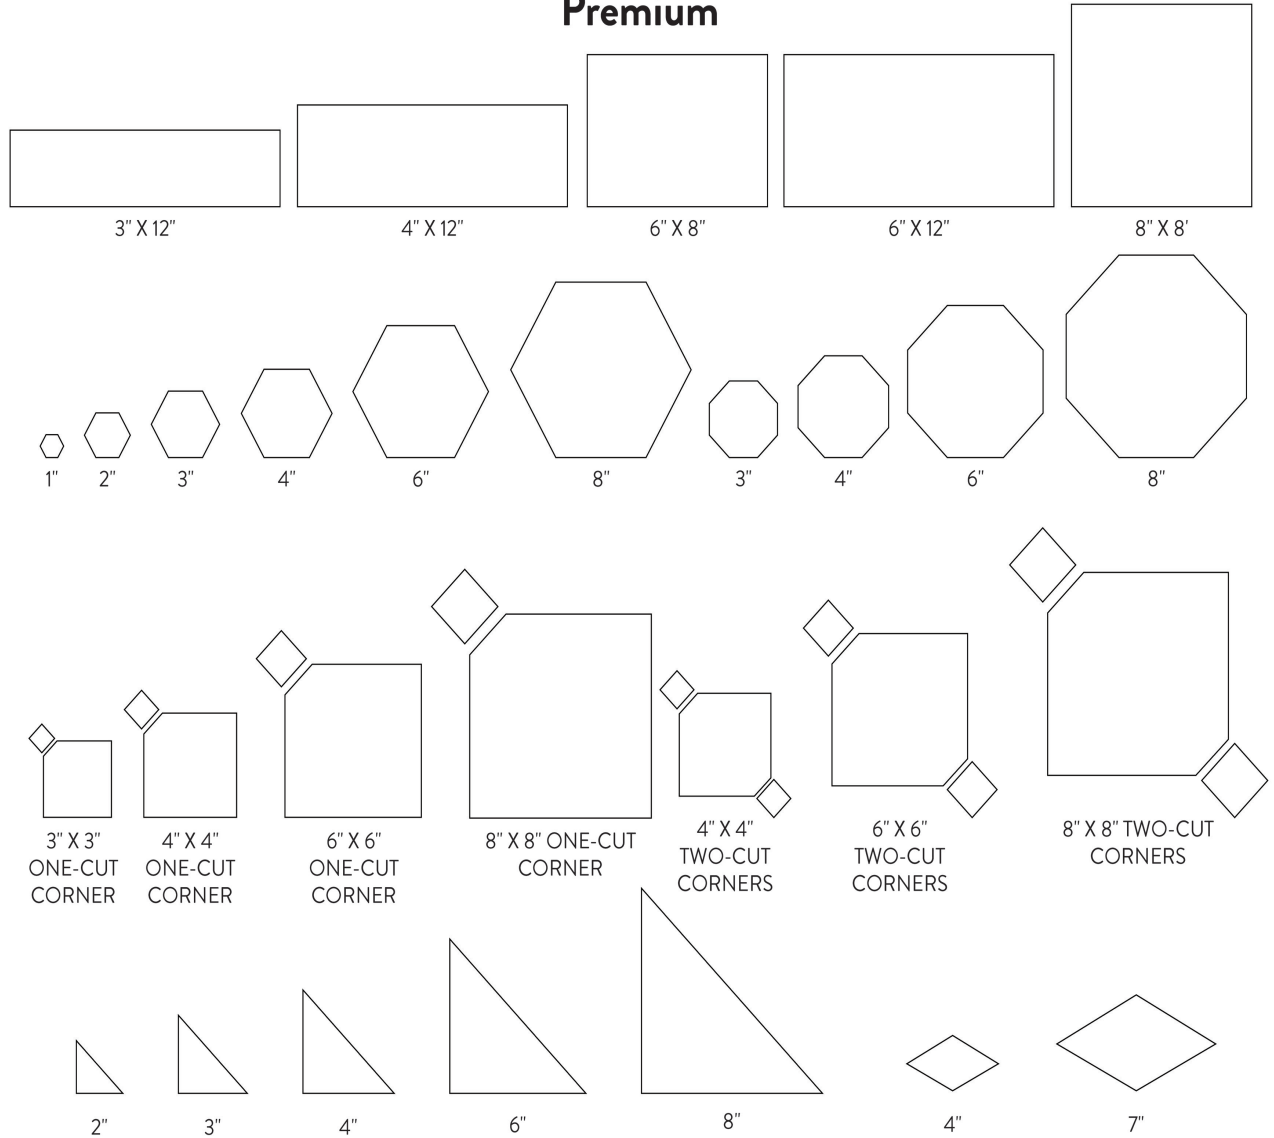 Premium
3" X 12"
4" X 12"
6" X 8"
6" X 12"
8" X 8'
1"
2"
3"
4"
6"
8"
3"
4"
6"
8"
3" X 3"
ONE-CUT
CORNER
4" X 4"
ONE-CUT
CORNER
6" X 6"
ONE-CUT
CORNER
8" X 8" ONE-CUT
CORNER
4" X 4"
TWO-CUT
CORNERS
6" X 6"
TWO-CUT
CORNERS
8" X 8" TWO-CUT
CORNERS
2"
3"
4"
6"
8"
4"
7"